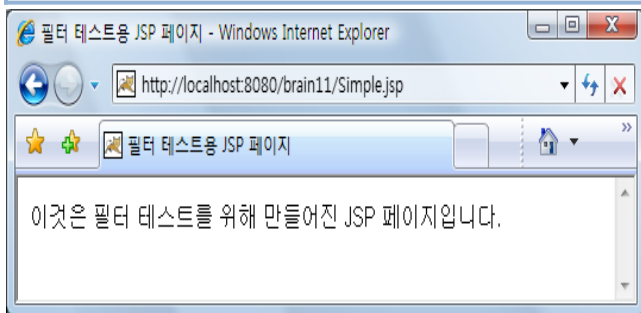 필터 테스트용 JSP 페이지 - Windows Internet Explorer
http://localhost:8080/brain11/Simple.jsp
필터 테스트용 JSP 페이지
이것은 필터 테스트를 위해 만들어진 JSP 페이지입니다.